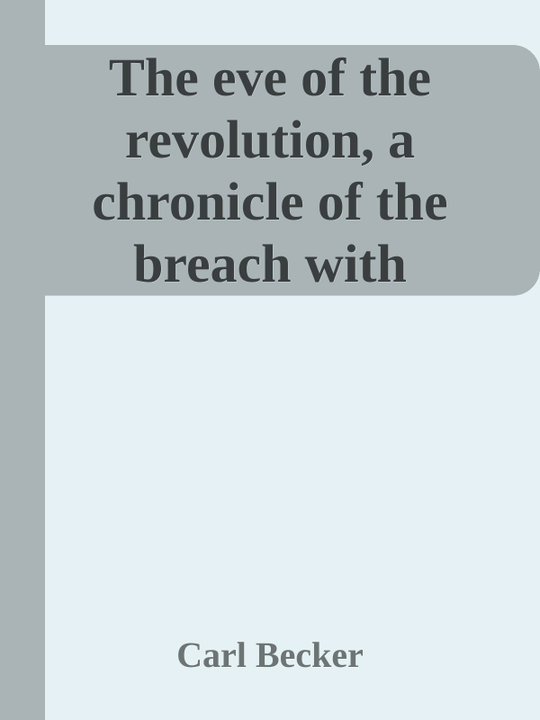 The eve of the
revolution, a
chronicle of the
breach with
Carl Becker